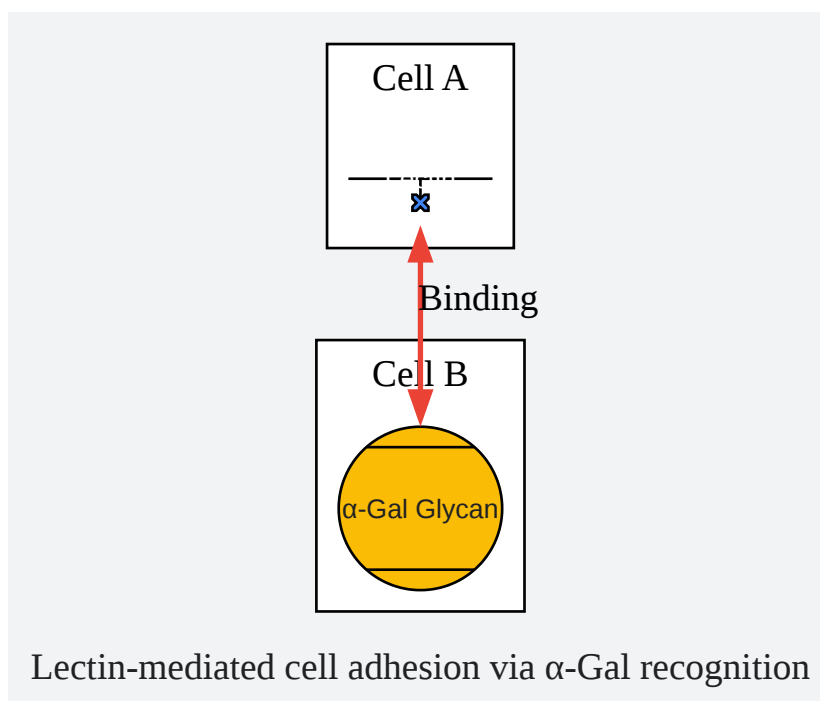 Cell A
Binding
Cell B
α-Gal Glycan
Lectin-mediated cell adhesion via α-Gal recognition